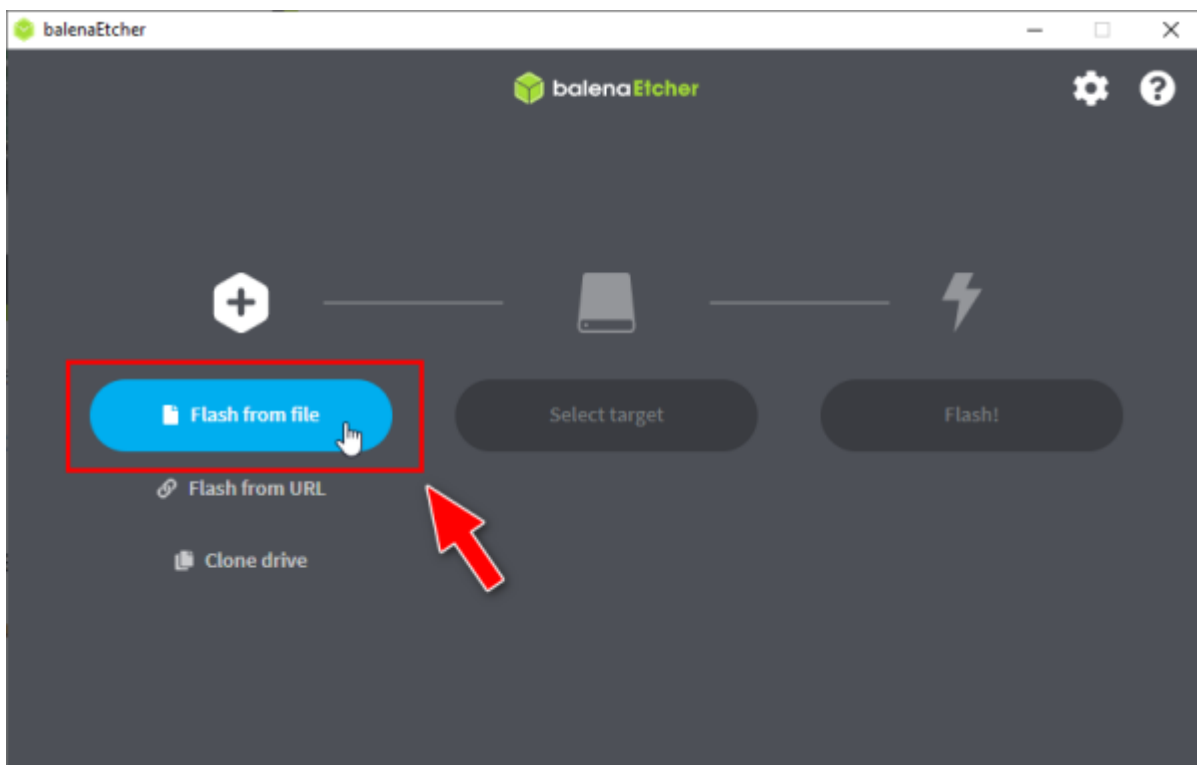 balenaEtcher
balenaEtcher
Flash from file
Select target
Flash!
Flash from URL
Clone drive